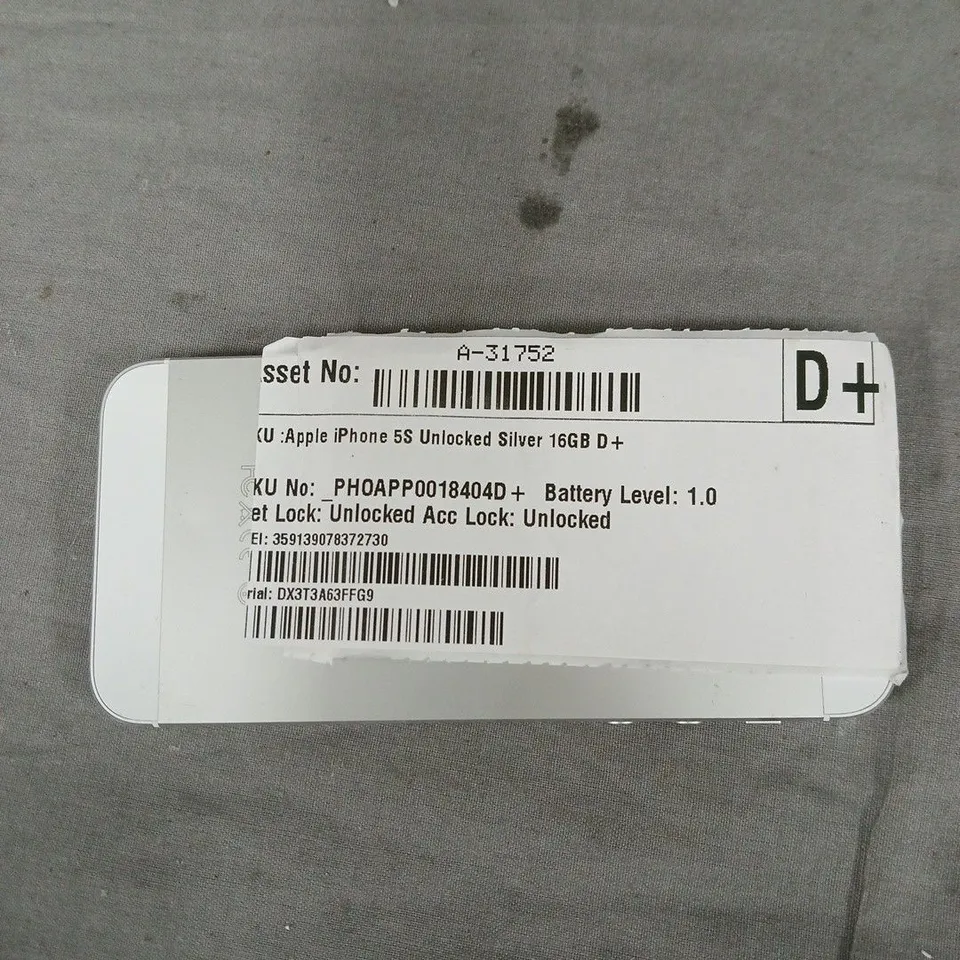 A-31752
sset No:
D+
KU :Apple iPhone 5S Unlocked Silver 16GB D+
KU No: _PHOAPP0018404D+ Battery Level: 1.0
et Lock: Unlocked Acc Lock: Unlocked
EI: 359139078372730
rial: DX3T3A63FFG9